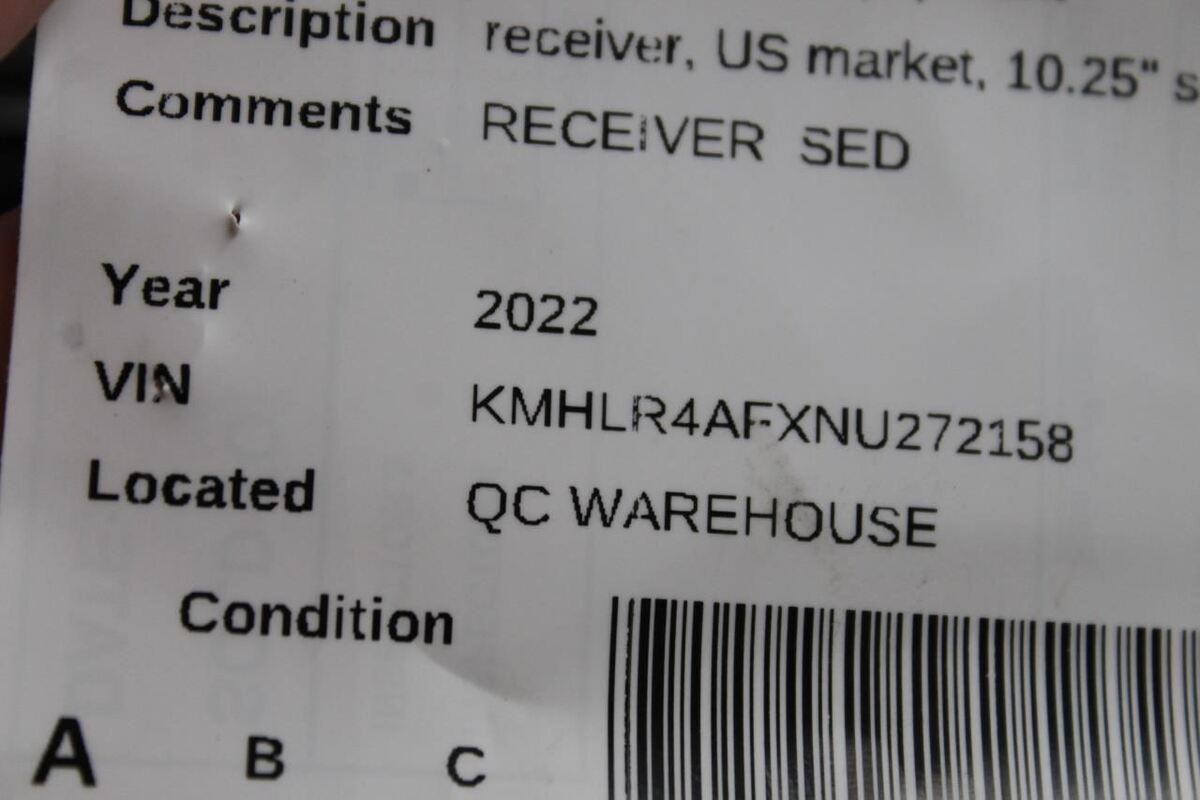 Description receiver, US market, 10.25" s
Comments RECEIVER SED
Year 2022
VIN KMHLR4AFXNU272158
Located QC WAREHOUSE
Condition
A B C